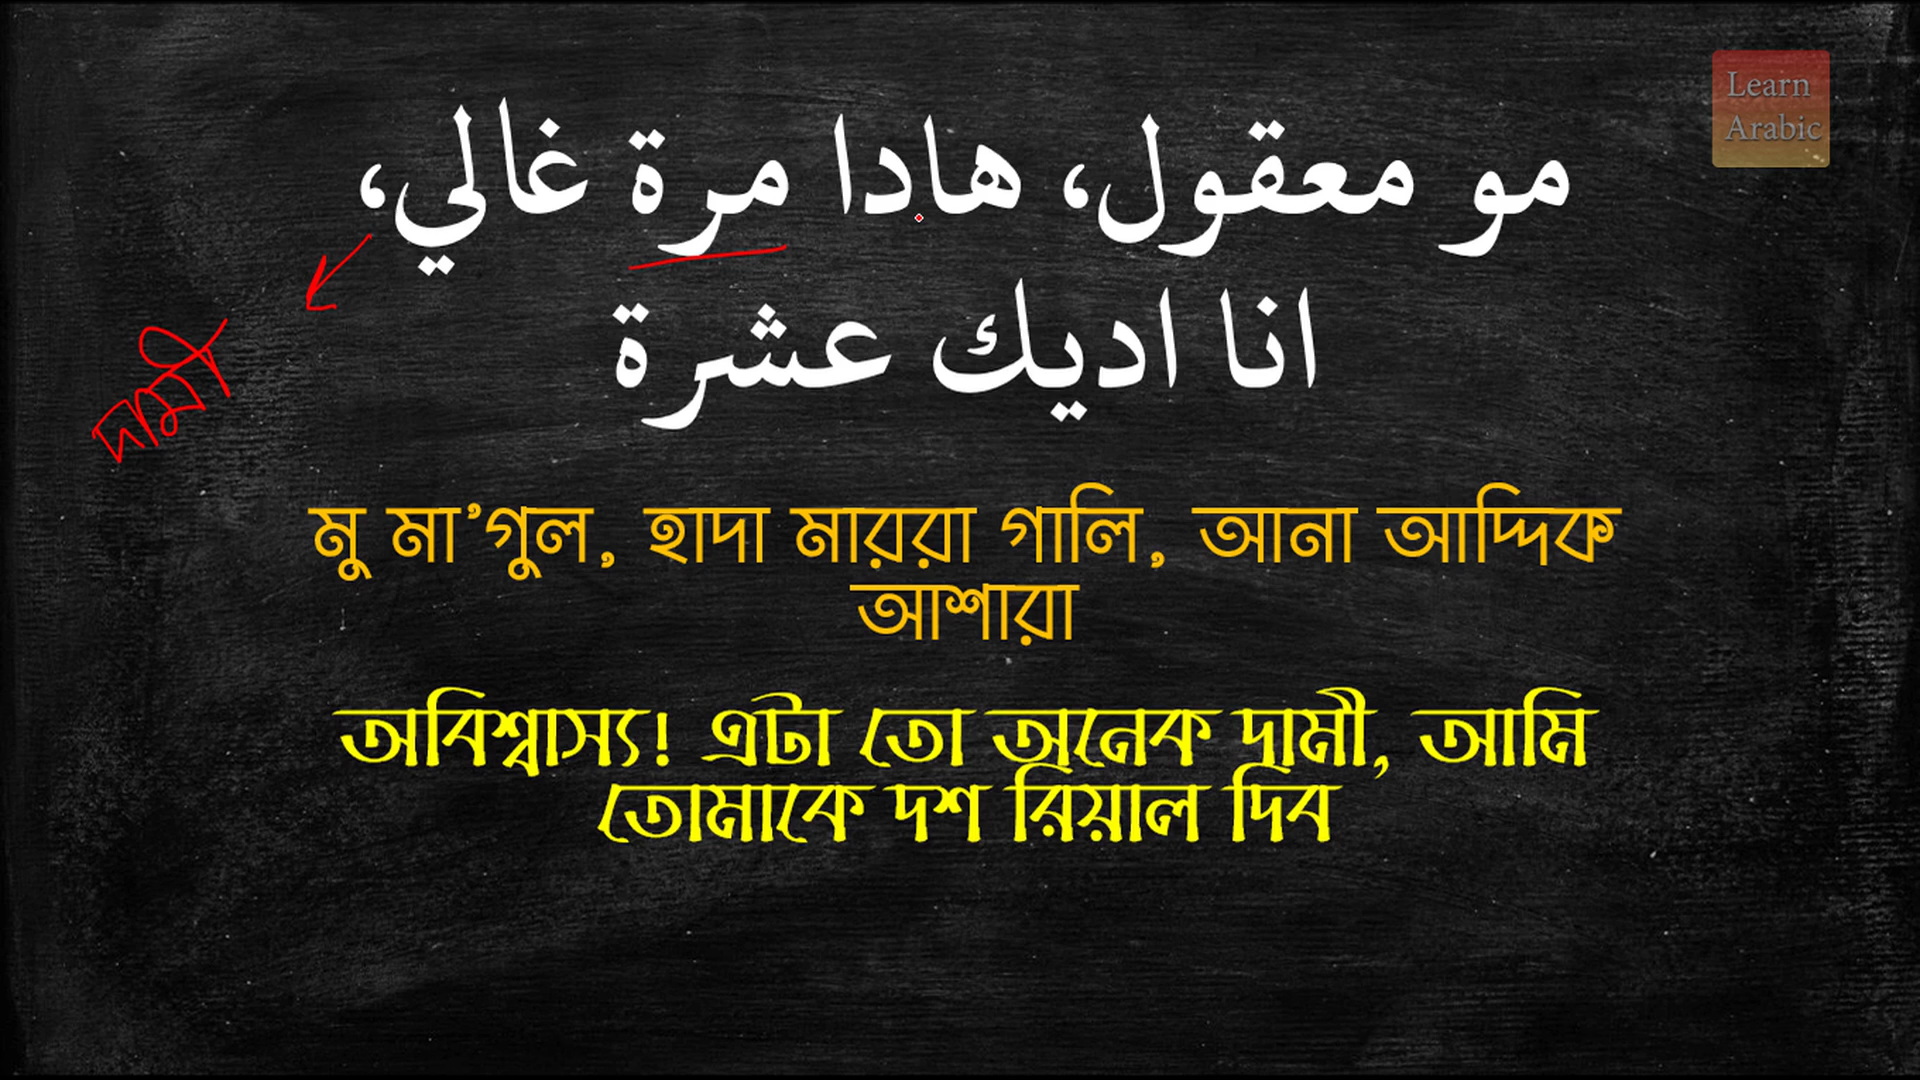 Learn
Arabic
مو معقول، هادا مرة غالي،
انا اديك عشرة
দামী
মু মা’গুল, হাদা মাররা গালি, আনা আদ্দিক
আশারা
অবিশ্বাস্য! এটা তো অনেক দামী, আমি
তোমাকে দশ রিয়াল দিব